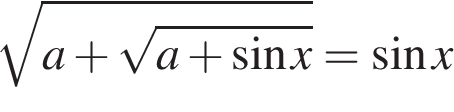 √(a + √(a + sin x)) = sin x